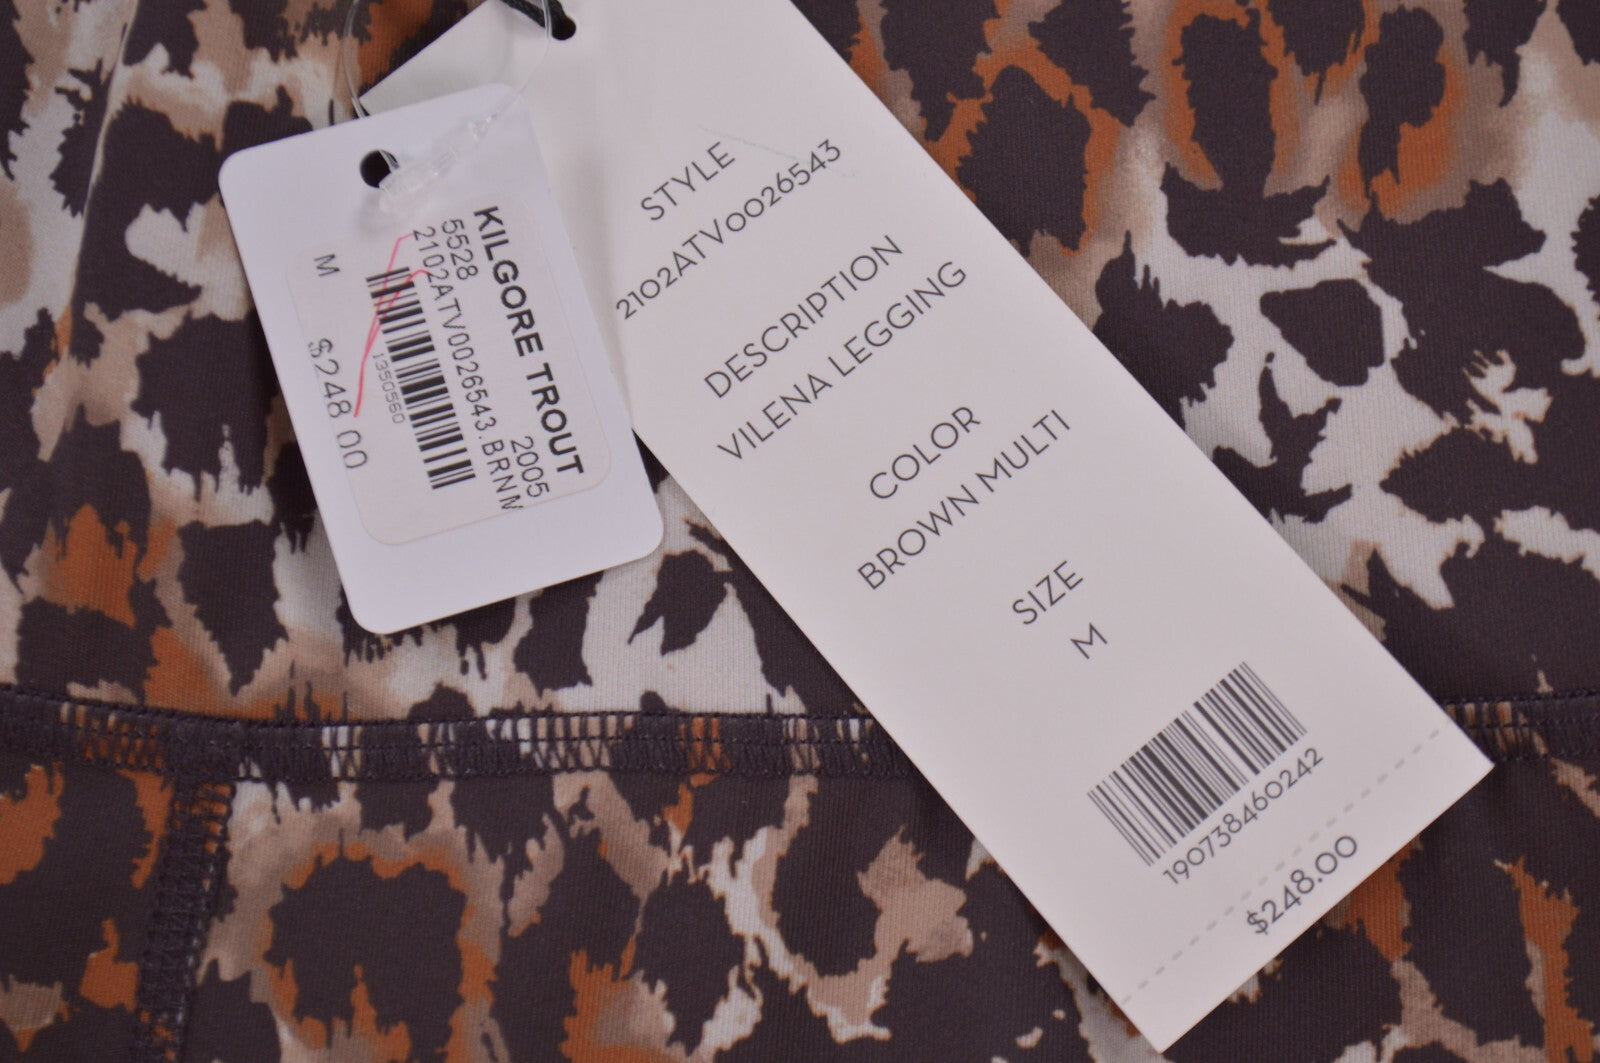 KILGORE TROUT
2005
5528
2102ATV0026543.BRNM
1350560
M
$248.00
STYLE
2102ATV0026543
DESCRIPTION
VILENA LEGGING
COLOR
BROWN MULTI
SIZE
M
190738460242
$248.00